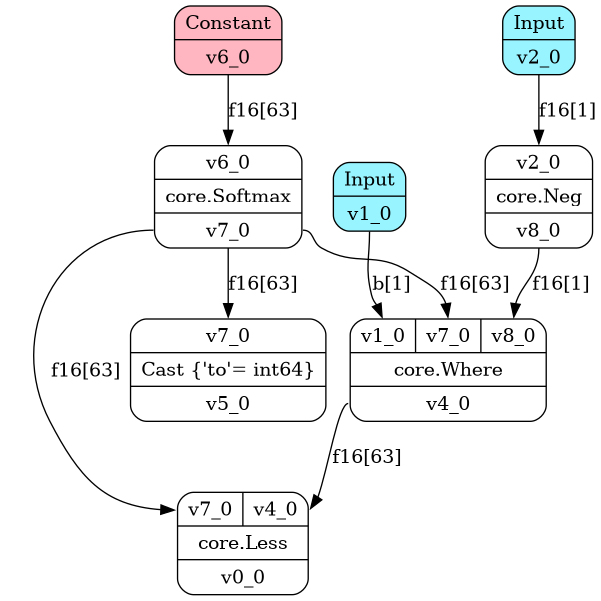 Constant
v6_0
Input
v2_0
f16[63]
f16[1]
v6_0
core.Softmax
v7_0
Input
v1_0
v2_0
core.Neg
v8_0
f16[63]
b[1]
f16[63]
f16[1]
v7_0
Cast {'to'= int64}
v5_0
v1_0 v7_0 v8_0
core.Where
v4_0
f16[63]
f16[63]
v7_0 v4_0
core.Less
v0_0